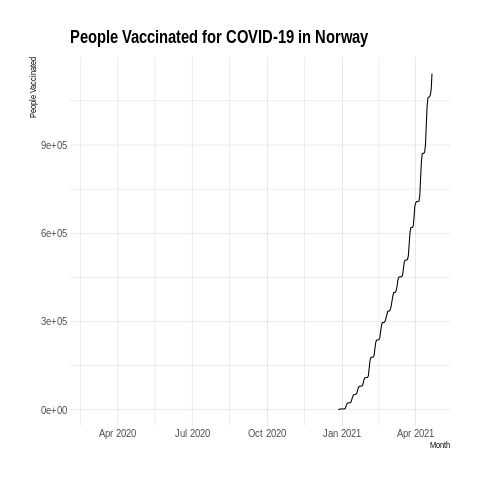 People Vaccinated for COVID-19 in Norway
People Vaccinated
9e+05
6e+05
3e+05
0e+00
Apr 2020 Jul 2020 Oct 2020 Jan 2021 Apr 2021
Month